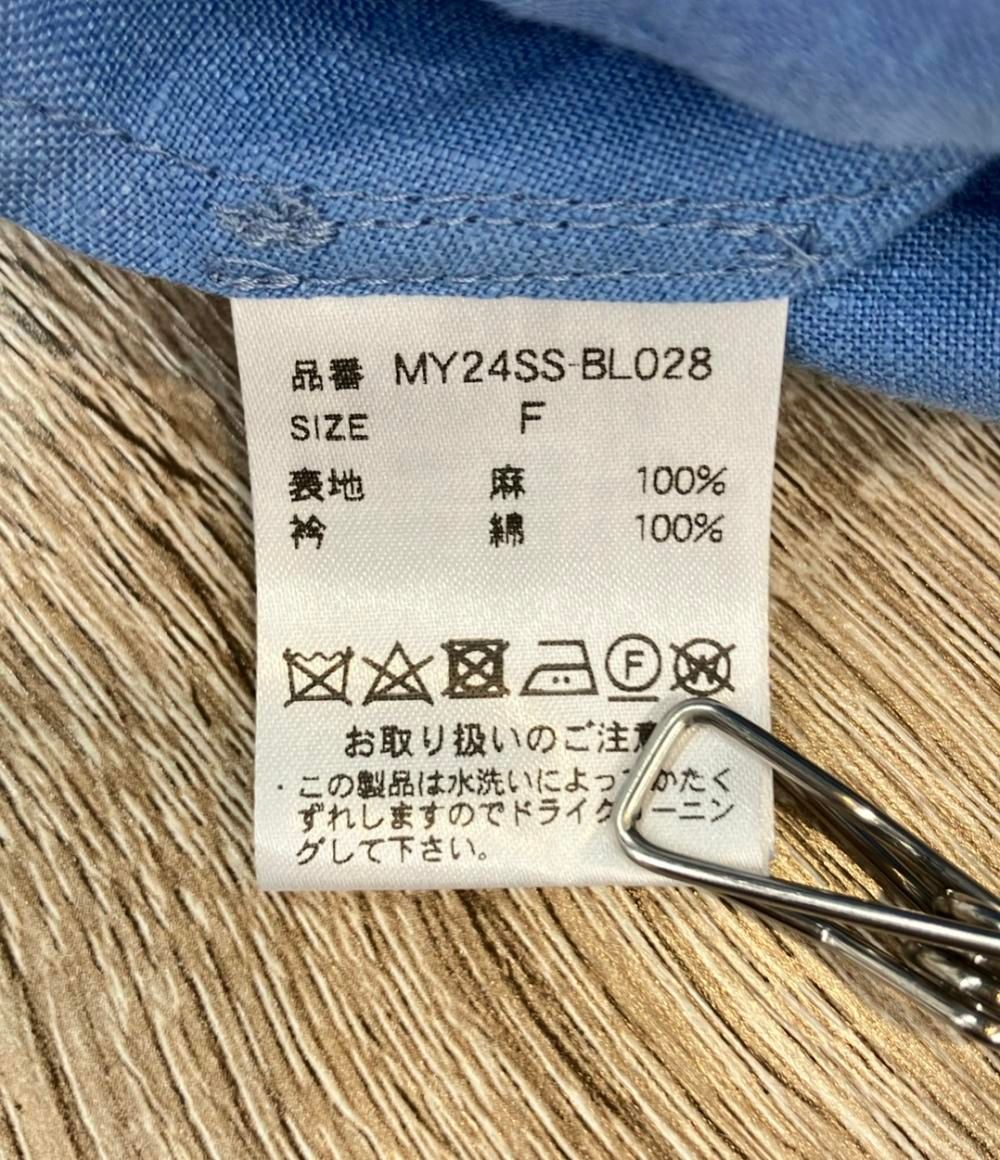 品番 MY24SS-BL028
SIZE F
表地 麻 100%
衿 綿 100%
F W
お取り扱いのご注意
・この製品は水洗いによっ かたく
ずれしますのでドライク ーニン
グして下さい。